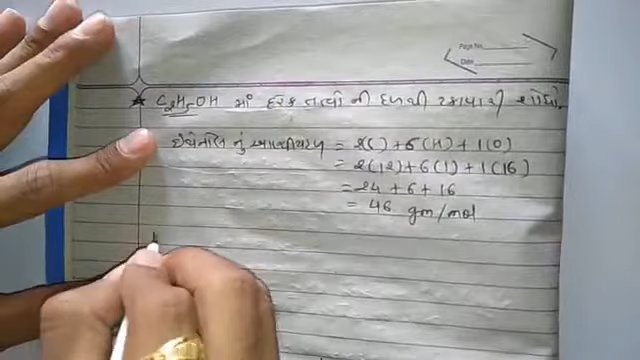 Page No.
Date
★ C₂H₅OH માં દરેક તત્વો ની દળથી ટકાવારી શોધો.
ઈથેનોલ નું આણ્વીયદળ = 2(C) + 6(H) + 1(O)
= 2(12) + 6(1) + 1(16)
= 24 + 6 + 16
= 46 gm/mol